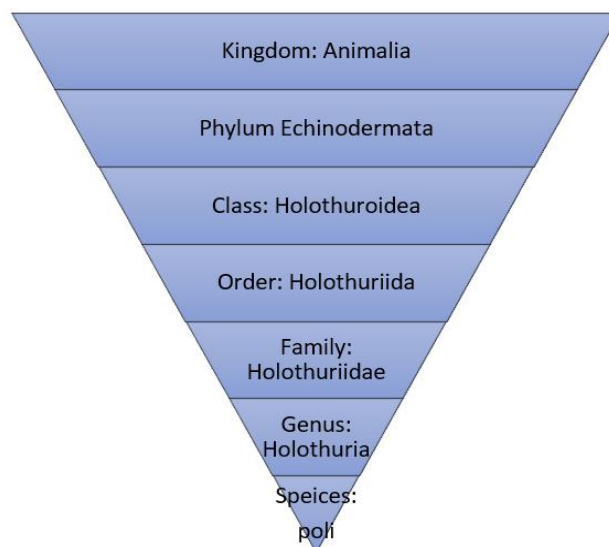 Kingdom: Animalia
Phylum Echinodermata
Class: Holothuroidea
Order: Holothuriida
Family:
Holothuriidae
Genus:
Holothuria
Speices:
poli